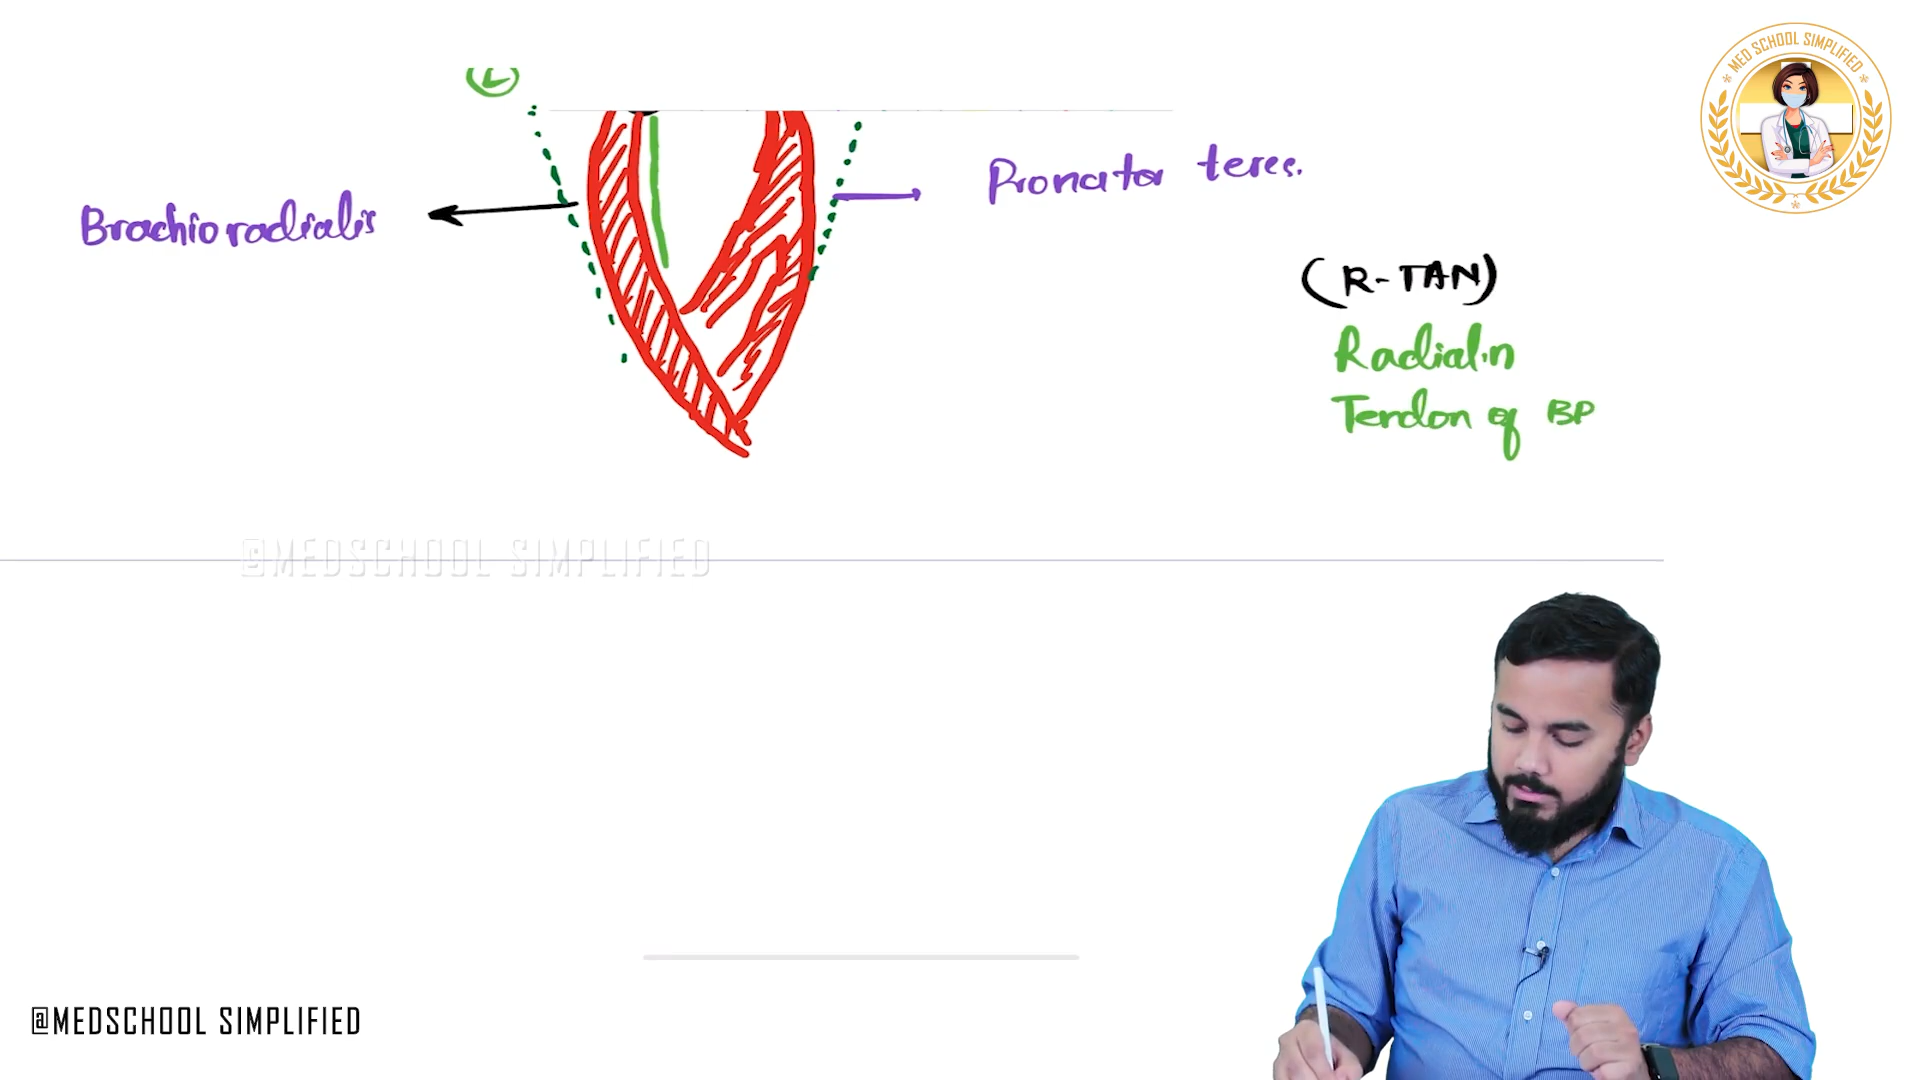 MED SCHOOL SIMPLIFIED
L
Pronator teres.
Brachioradialis
(R-TAN)
Radial.n
Tendon of BP
@MEDSCHOOL SIMPLIFIED
@MEDSCHOOL SIMPLIFIED